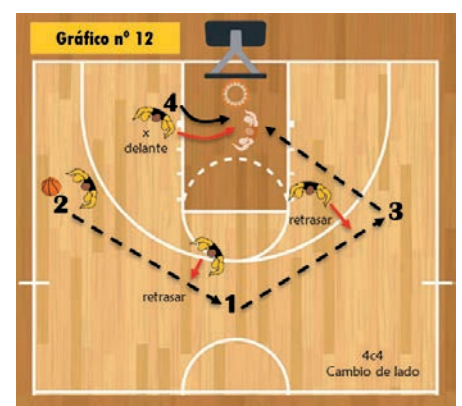 Gráfico nº 12
4
x
delante
2
retrasar
3
retrasar
1
4c4
Cambio de lado